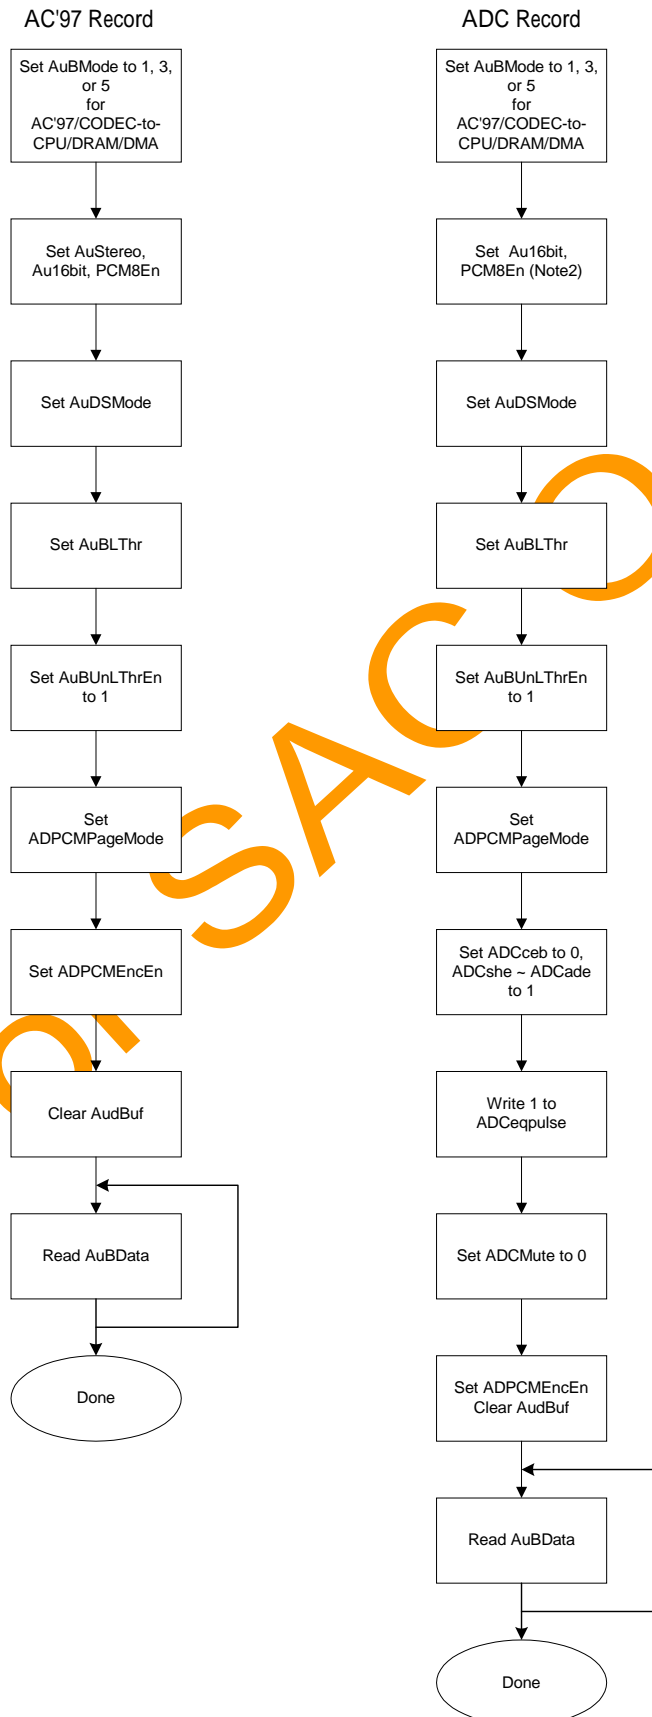 AC'97 Record
Set AuBMode to 1, 3,
or 5
for
AC'97/CODEC-to-
CPU/DRAM/DMA
Set AuStereo,
Au16bit, PCM8En
Set AuDSMode
Set AuBLThr
Set AuBUnLThrEn
to 1
Set
ADPCMPageMode
Set ADPCMEncEn
Clear AudBuf
Read AuBData
Done
ADC Record
Set AuBMode to 1, 3,
or 5
for
AC'97/CODEC-to-
CPU/DRAM/DMA
Set Au16bit,
PCM8En (Note2)
Set AuDSMode
Set AuBLThr
Set AuBUnLThrEn
to 1
Set
ADPCMPageMode
Set ADCceb to 0,
ADCshe ~ ADCade
to 1
Write 1 to
ADCeqpulse
Set ADCMute to 0
Set ADPCMEncEn
Clear AudBuf
Read AuBData
Done
SAC